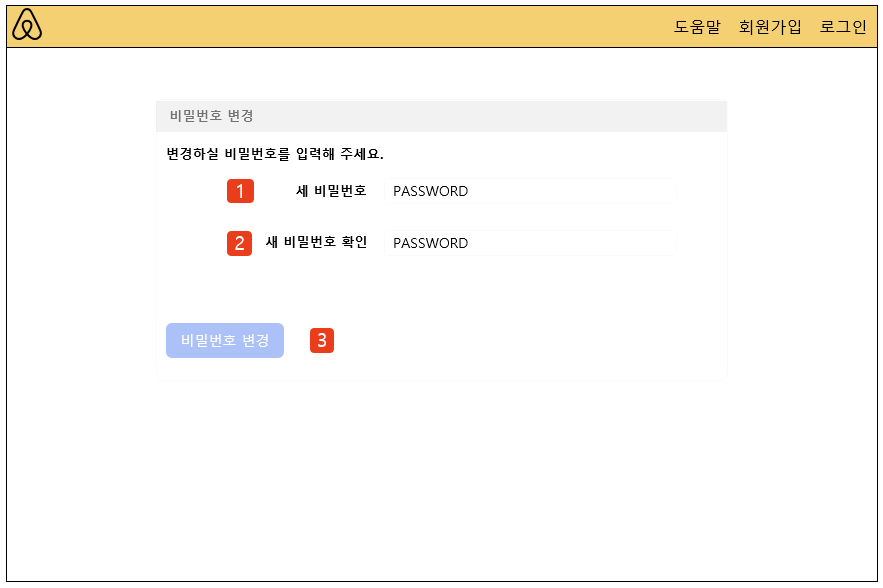 도움말 회원가입 로그인
비밀번호 변경
변경하실 비밀번호를 입력해 주세요.
1 세 비밀번호 PASSWORD
2 새 비밀번호 확인 PASSWORD
비밀번호 변경 3